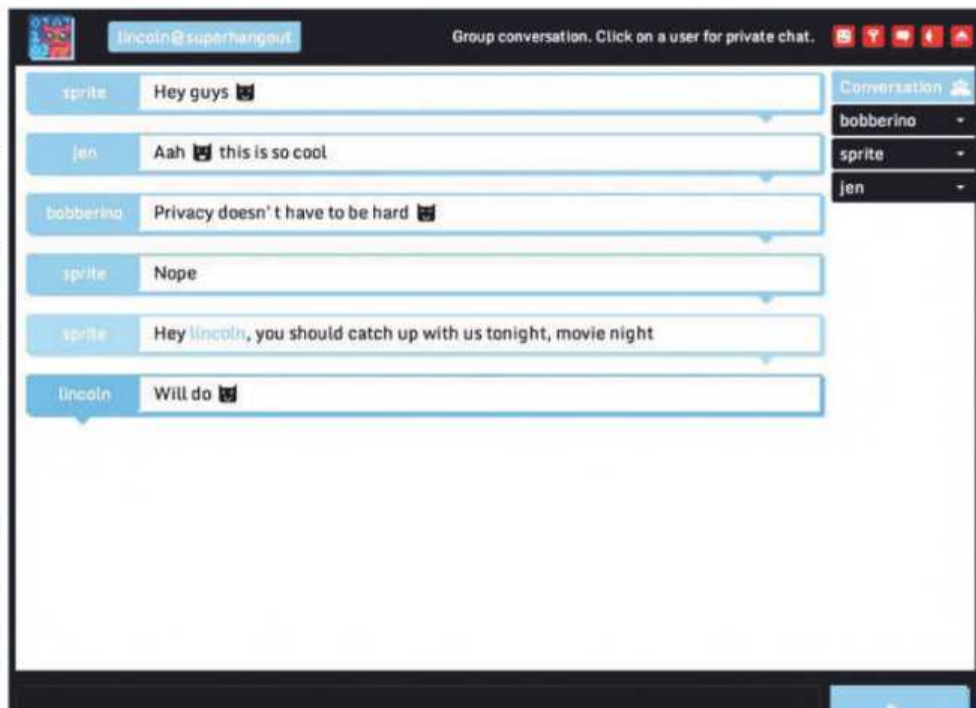 lincoln@superhangout
Group conversation. Click on a user for private chat.
sprite Hey guys
jen Aah this is so cool
bobberino Privacy doesn't have to be hard
sprite Nope
sprite Hey lincoln, you should catch up with us tonight, movie night
lincoln Will do
Conversation
bobberino
sprite
jen